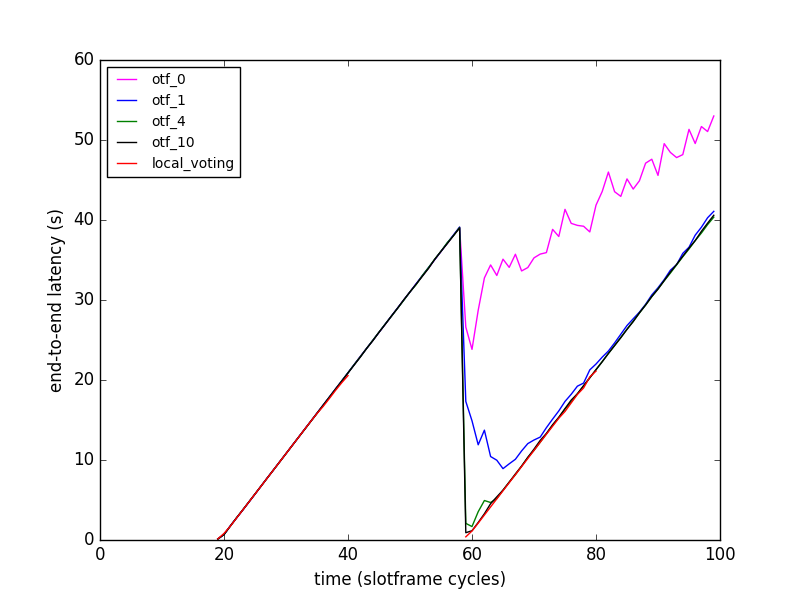 60
50
40
30
20
10
0
end-to-end latency (s)
otf_0
otf_1
otf_4
otf_10
local_voting
0 20 40 60 80 100
time (slotframe cycles)